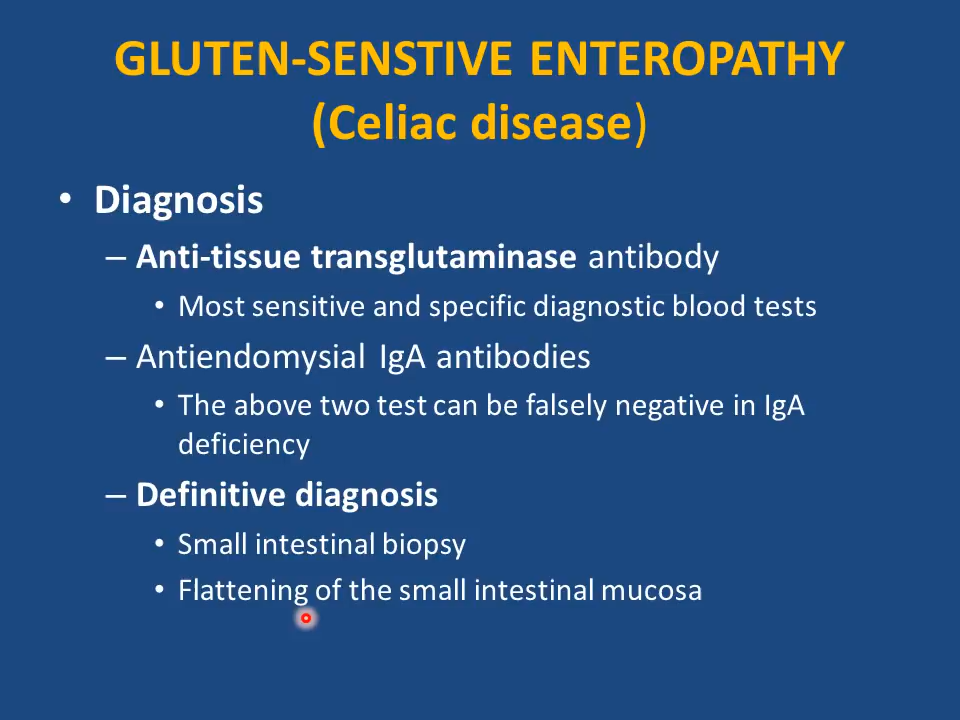 GLUTEN-SENSTIVE ENTEROPATHY
(Celiac disease)
• Diagnosis
– Anti-tissue transglutaminase antibody
• Most sensitive and specific diagnostic blood tests
– Antiendomysial IgA antibodies
• The above two test can be falsely negative in IgA
deficiency
– Definitive diagnosis
• Small intestinal biopsy
• Flattening of the small intestinal mucosa